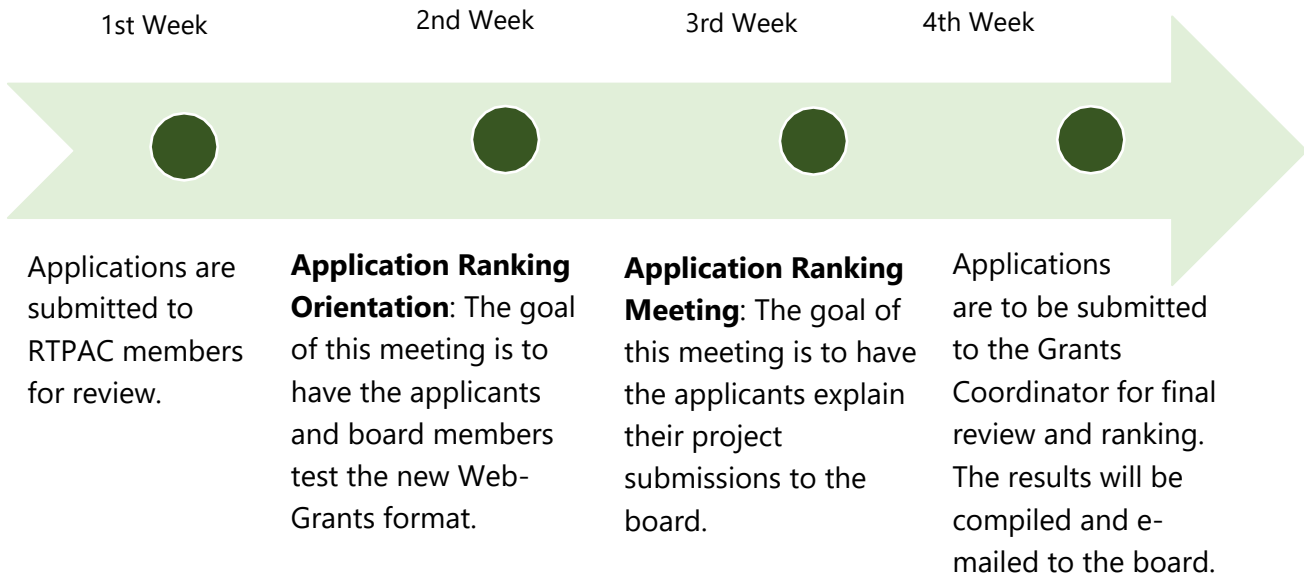 1st Week
2nd Week
3rd Week
4th Week
Applications are
submitted to
RTPAC members
for review.
Application Ranking
Orientation: The goal
of this meeting is to
have the applicants
and board members
test the new Web-
Grants format.
Application Ranking
Meeting: The goal of
this meeting is to have
the applicants explain
their project
submissions to the
board.
Applications
are to be submitted
to the Grants
Coordinator for final
review and ranking.
The results will be
compiled and e-
mailed to the board.